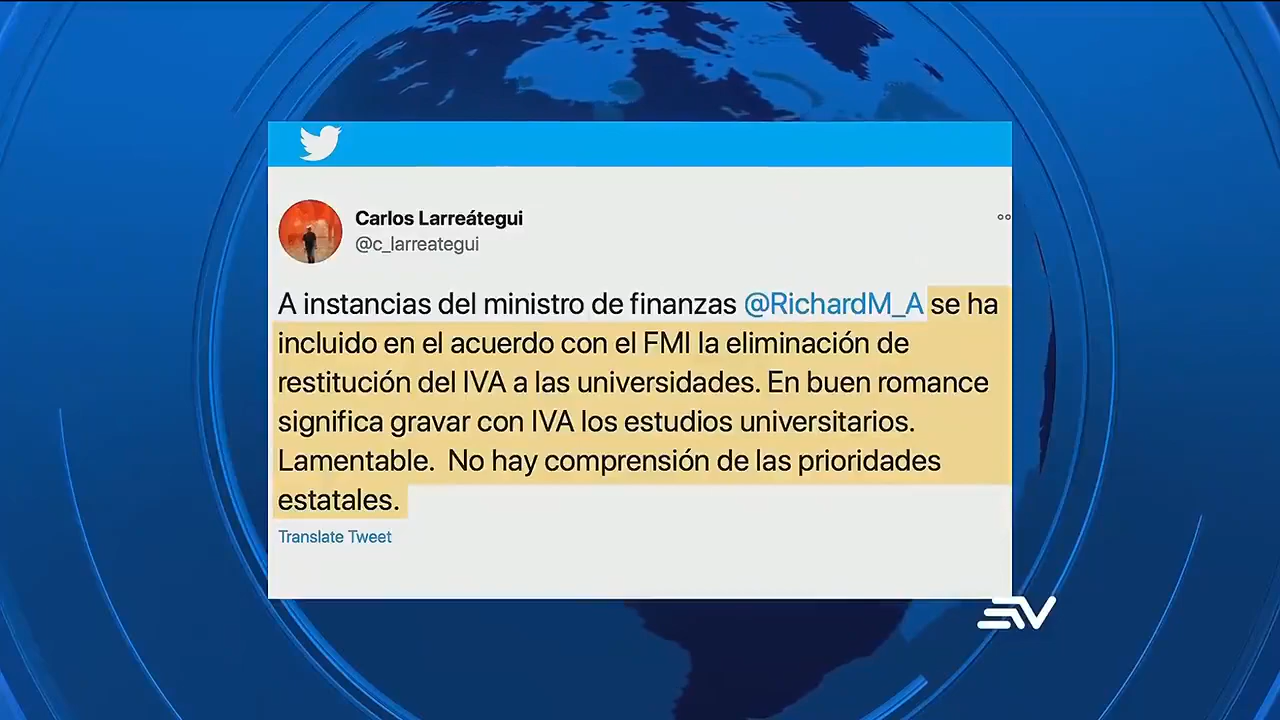 Carlos Larreátegui
@c_larreategui
A instancias del ministro de finanzas @RichardM_A se ha
incluido en el acuerdo con el FMI la eliminación de
restitución del IVA a las universidades. En buen romance
significa gravar con IVA los estudios universitarios.
Lamentable.  No hay comprensión de las prioridades
estatales.
Translate Tweet
EV